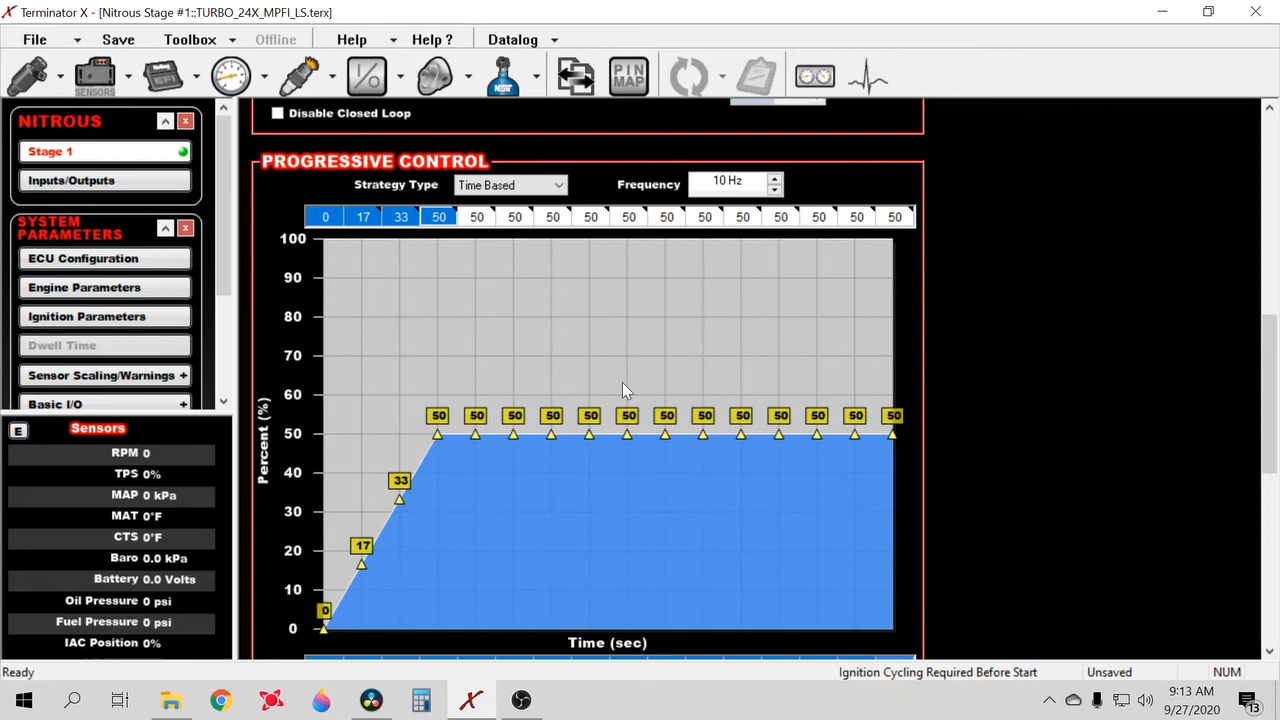 Terminator X - [Nitrous Stage #1::TURBO_24X_MPFI_LS.terx]
File Save Toolbox Offline Help Help ? Datalog
SENSORS EFI I/O NOS PIN MAP
NITROUS
Stage 1
Inputs/Outputs
SYSTEM PARAMETERS
ECU Configuration
Engine Parameters
Ignition Parameters
Dwell Time
Sensor Scaling/Warnings +
Basic I/O +
E Sensors
RPM 0
TPS 0%
MAP 0 kPa
MAT 0°F
CTS 0°F
Baro 0.0 kPa
Battery 0.0 Volts
Oil Pressure 0 psi
Fuel Pressure 0 psi
IAC Position 0%
Disable Closed Loop
PROGRESSIVE CONTROL
Strategy Type Time Based Frequency 10 Hz
0 17 33 50 50 50 50 50 50 50 50 50 50 50 50 50
100
90
80
70
60
50
40
30
20
10
0
Percent (%)
0 17 33 50 50 50 50 50 50 50 50 50 50 50 50 50
Time (sec)
Ready Ignition Cycling Required Before Start Unsaved NUM
9:13 AM
9/27/2020
13